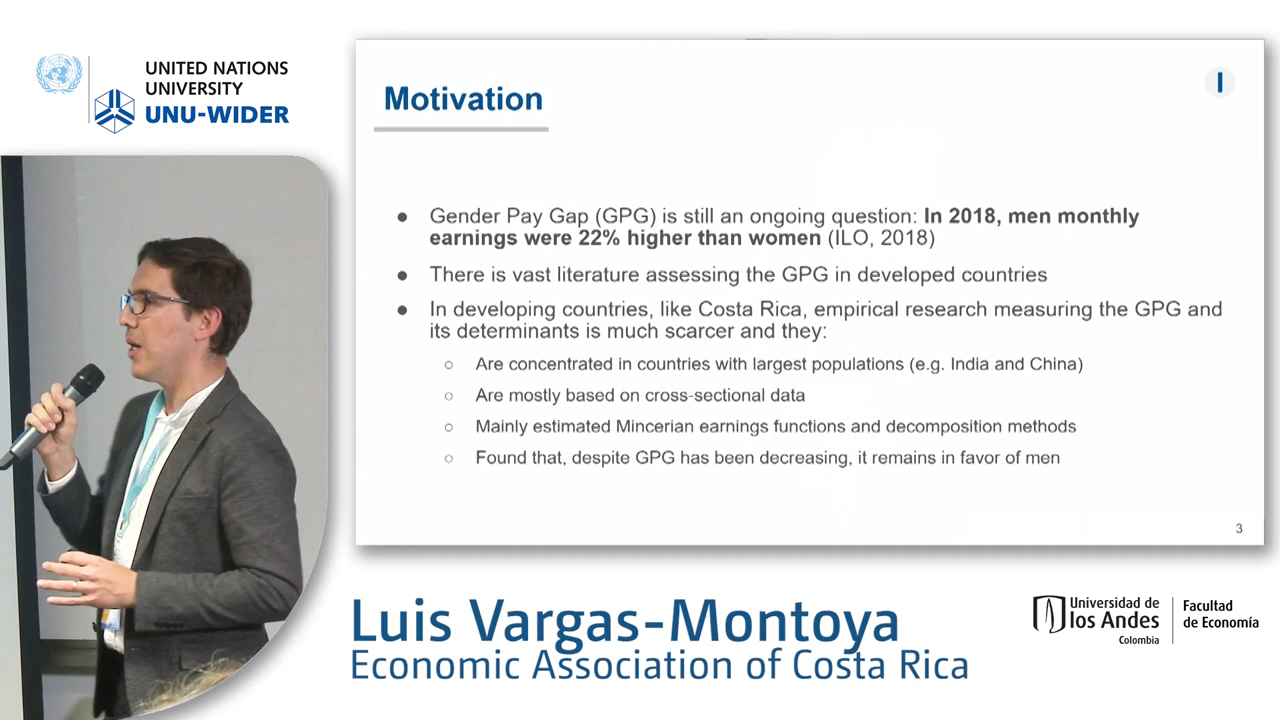 UNITED NATIONS
UNIVERSITY
UNU-WIDER
Motivation
I
● Gender Pay Gap (GPG) is still an ongoing question: In 2018, men monthly
earnings were 22% higher than women (ILO, 2018)
● There is vast literature assessing the GPG in developed countries
● In developing countries, like Costa Rica, empirical research measuring the GPG and
its determinants is much scarcer and they:
○ Are concentrated in countries with largest populations (e.g. India and China)
○ Are mostly based on cross-sectional data
○ Mainly estimated Mincerian earnings functions and decomposition methods
○ Found that, despite GPG has been decreasing, it remains in favor of men
3
Luis Vargas-Montoya
Economic Association of Costa Rica
Universidad de
los Andes
Colombia
Facultad
de Economía